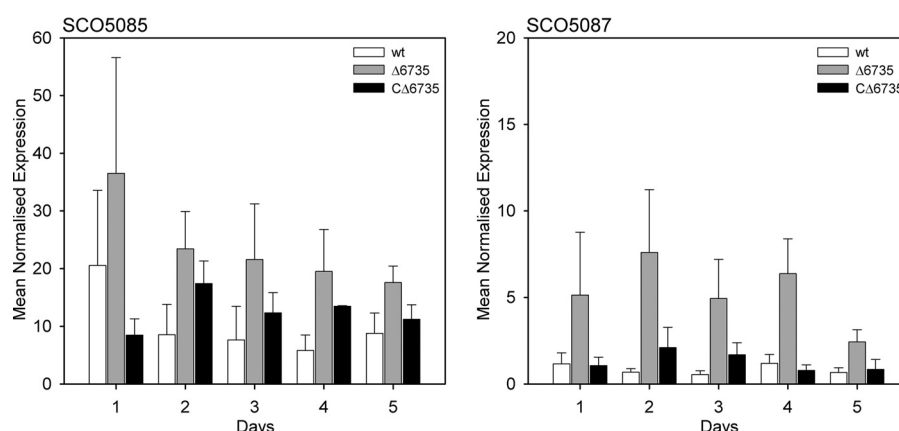 SCO5085
60
50
40
30
20
10
0
Mean Normalised Expression
wt
Δ6735
CΔ6735
1 2 3 4 5
Days
SCO5087
20
15
10
5
0
Mean Normalised Expression
wt
Δ6735
CΔ6735
1 2 3 4 5
Days